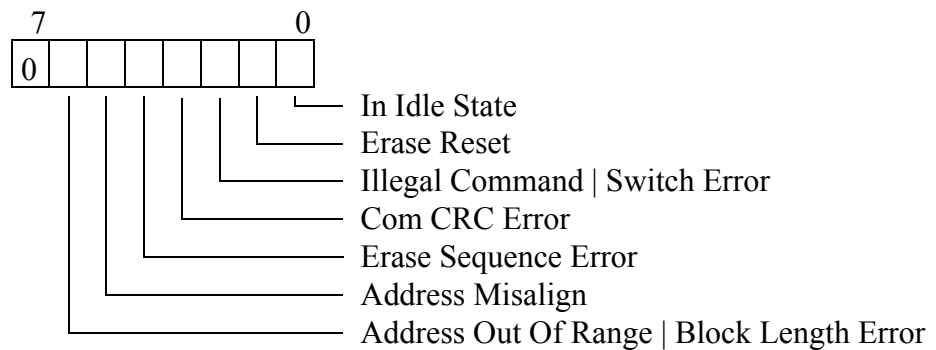 7 0
0
In Idle State
Erase Reset
Illegal Command | Switch Error
Com CRC Error
Erase Sequence Error
Address Misalign
Address Out Of Range | Block Length Error